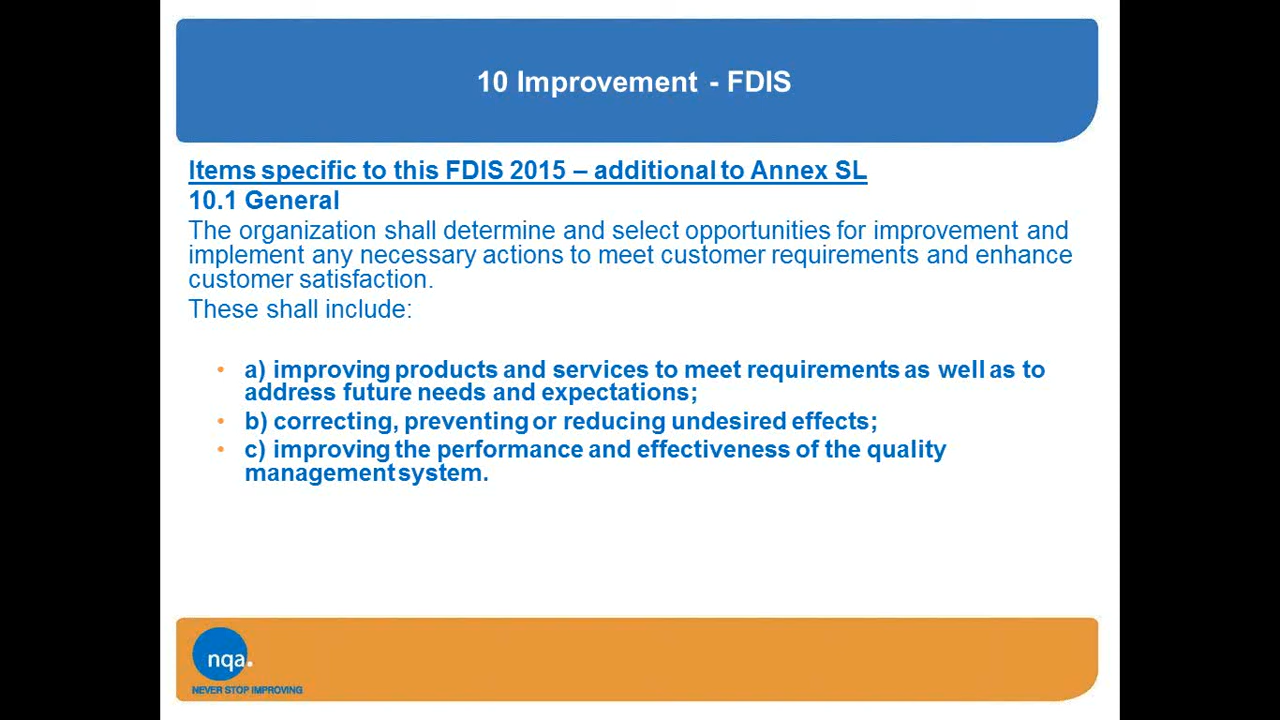 10 Improvement - FDIS
Items specific to this FDIS 2015 – additional to Annex SL
10.1 General
The organization shall determine and select opportunities for improvement and
implement any necessary actions to meet customer requirements and enhance
customer satisfaction.
These shall include:
• a) improving products and services to meet requirements as well as to
address future needs and expectations;
• b) correcting, preventing or reducing undesired effects;
• c) improving the performance and effectiveness of the quality
management system.
nqa.
NEVER STOP IMPROVING